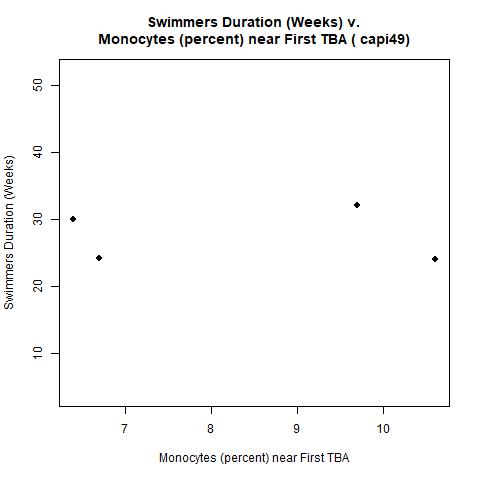 Swimmers Duration (Weeks) v.
Monocytes (percent) near First TBA ( capi49)
Swimmers Duration (Weeks)
50
40
30
20
10
7 8 9 10
Monocytes (percent) near First TBA